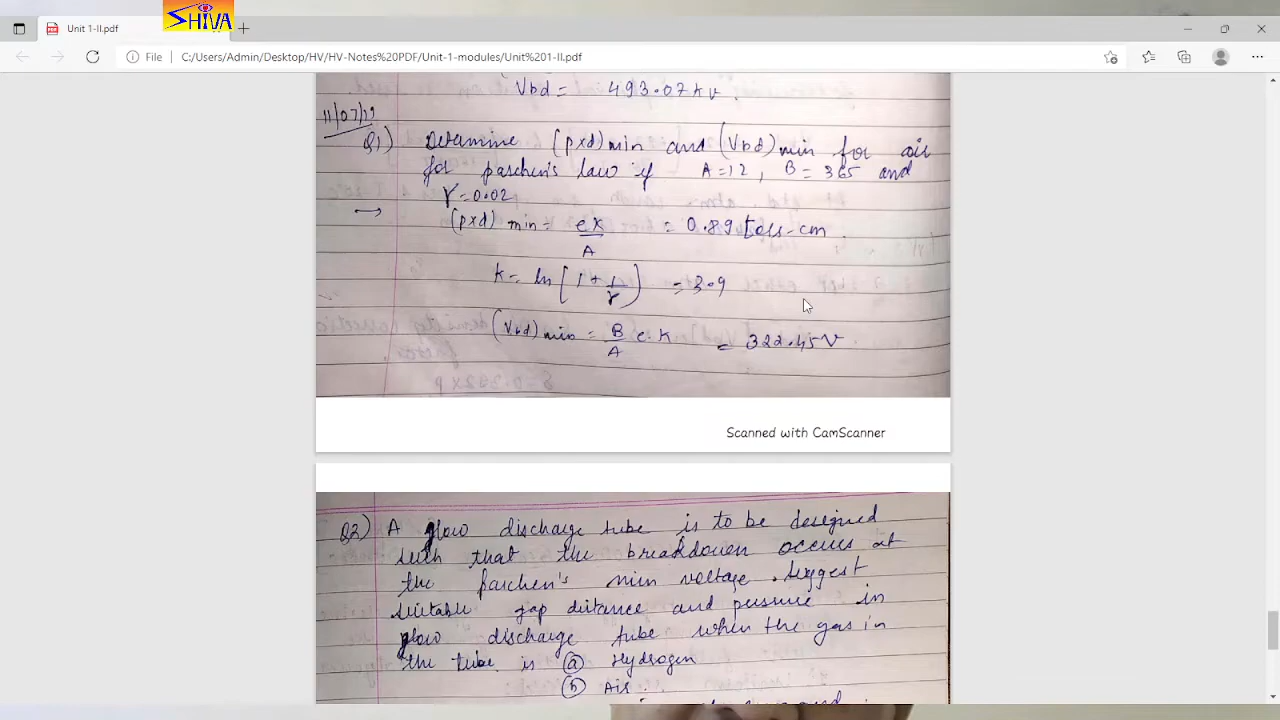 SHIVA
Unit 1-II.pdf
File
C:/Users/Admin/Desktop/HV/HV-Notes%20PDF/Unit-1-modules/Unit%201-II.pdf
Vbd = 493.07 kV.
11/07/19
Q1) Deramine (pxd)min and (Vbd)min for air
for paschen's law if A=12, B=365 and
γ=0.02
→ (pxd) min = ek/A = 0.89 torr-cm.
k = ln [1 + 1/γ] = 3.9
(Vbd)min = B/A e.k = 322.45V
Scanned with CamScanner
Q2) A glow discharge tube is to be designed
such that the breakdown occurs at
the paschen's min voltage. Suggest
suitable gap distance and pressure in
glow discharge tube when the gas in
the tube is (a) Hydrogen
(b) Air.